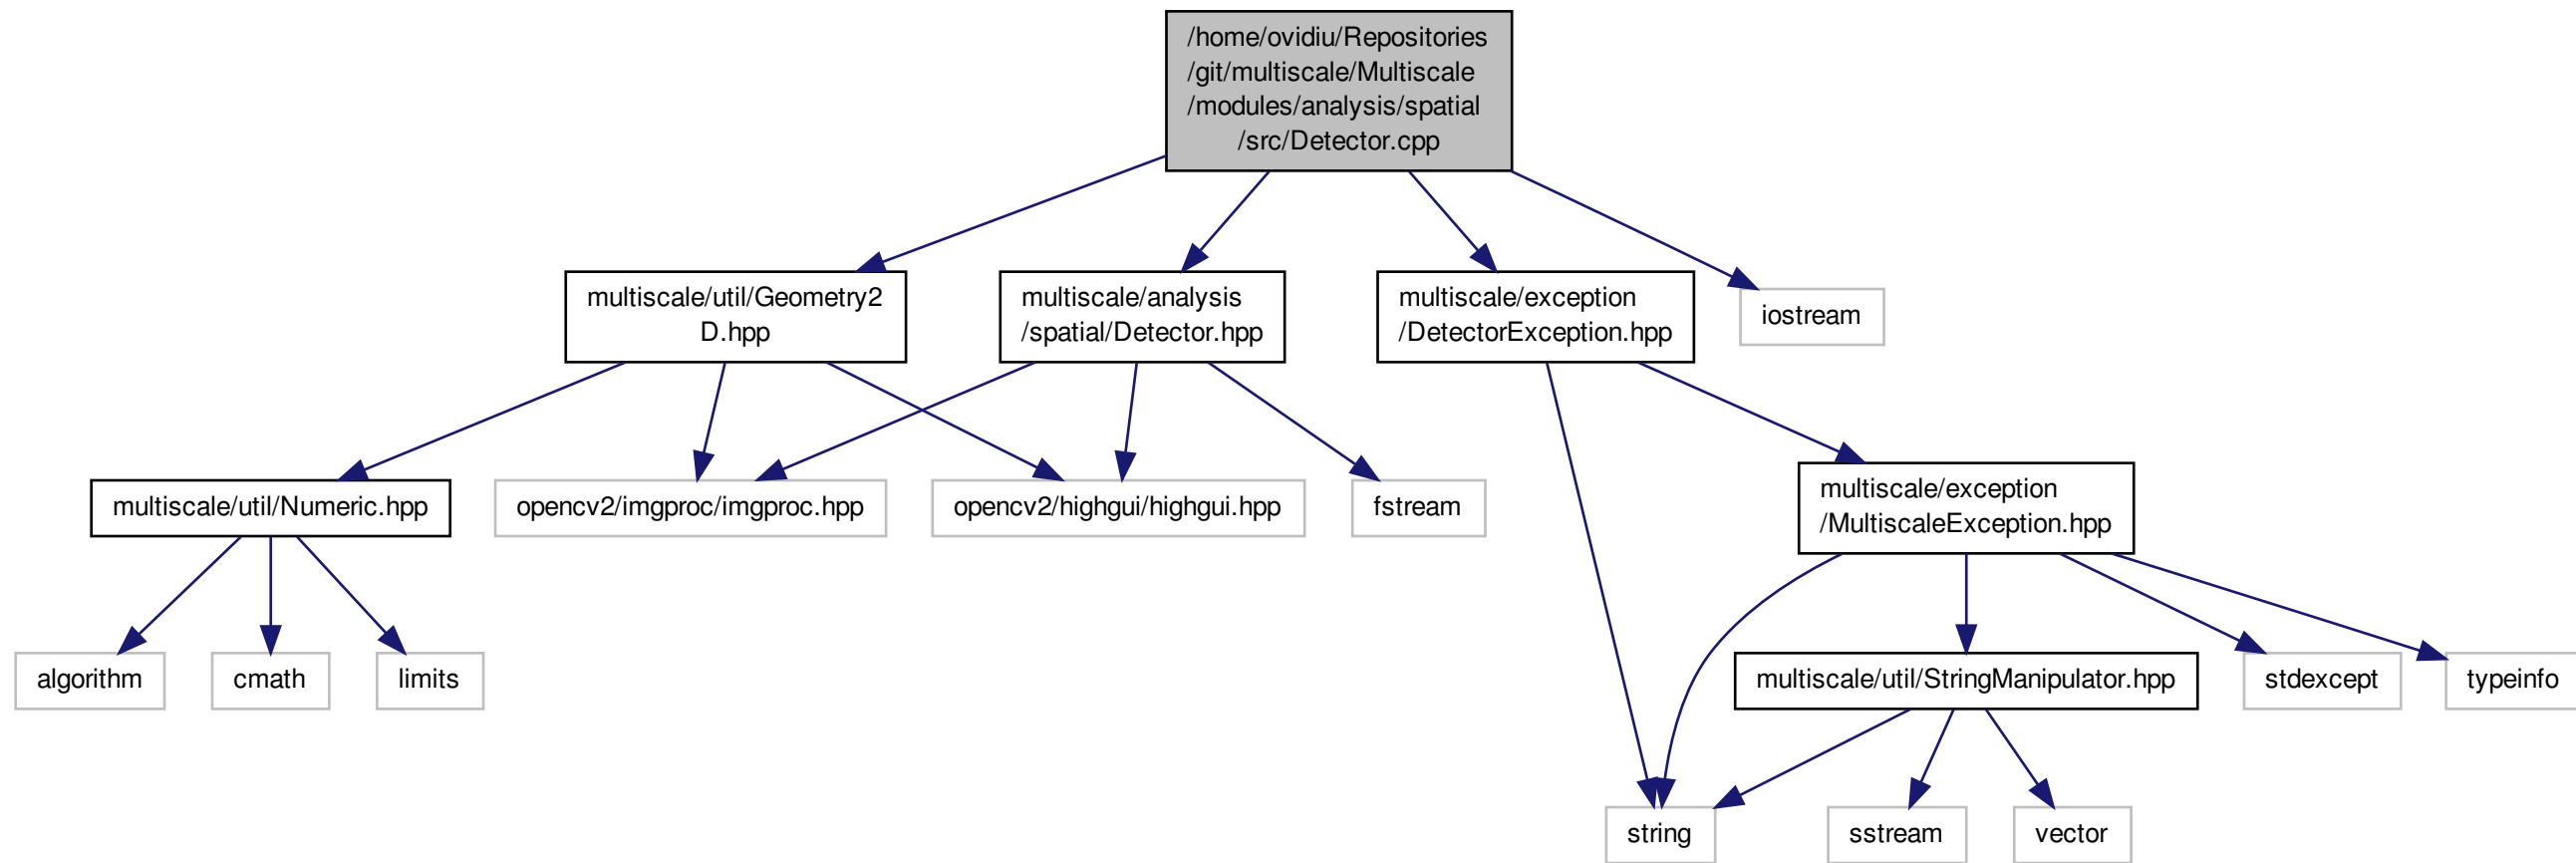 /home/ovidiu/Repositories
/git/multiscale/Multiscale
/modules/analysis/spatial
/src/Detector.cpp
multiscale/util/Geometry2
D.hpp
multiscale/analysis
/spatial/Detector.hpp
multiscale/exception
/DetectorException.hpp
iostream
multiscale/util/Numeric.hpp
opencv2/imgproc/imgproc.hpp
opencv2/highgui/highgui.hpp
fstream
multiscale/exception
/MultiscaleException.hpp
algorithm
cmath
limits
multiscale/util/StringManipulator.hpp
stdexcept
typeinfo
string
sstream
vector